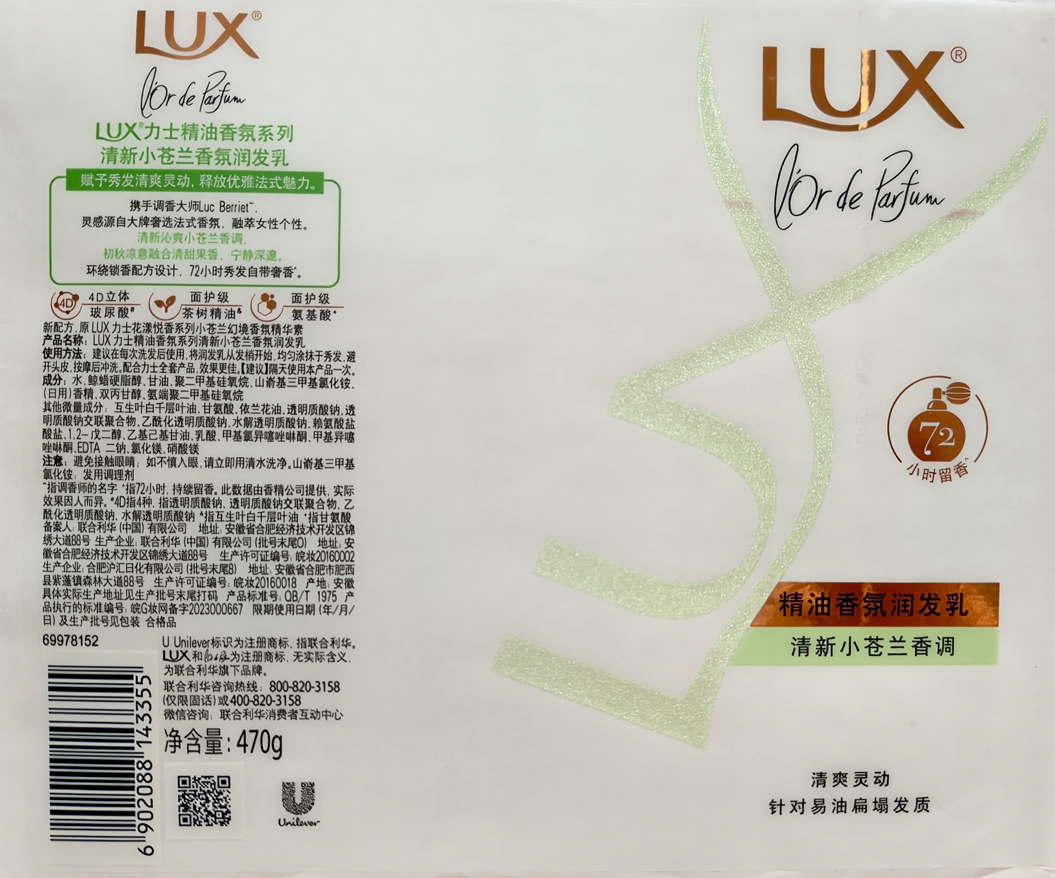 LUX®
L'Or de Parfum
LUX®力士精油香氛系列
清新小苍兰香氛润发乳
赋予秀发清爽灵动，释放优雅法式魅力。
携手调香大师Luc Berriet~，
灵感源自大牌奢选法式香氛，融萃女性个性。
清新沁爽小苍兰香调，
初秋凉意融合清甜果香，宁静深邃。
环绕锁香配方设计，72小时秀发自带奢香^。
4D
4D立体
玻尿酸#
面护级
茶树精油&
面护级
氨基酸*
新配方，原LUX 力士花漾悦香系列小苍兰幻境香氛精华素
产品名称：LUX 力士精油香氛系列清新小苍兰香氛润发乳
使用方法：建议在每次洗发后使用，将润发乳从发梢开始，均匀涂抹于秀发，避
开头皮，按摩后冲洗。配合力士全套产品，效果更佳。【建议】隔天使用本产品一次。
成分：水、鲸蜡硬脂醇、甘油、聚二甲基硅氧烷、山嵛基三甲基氯化铵、
(日用)香精、双丙甘醇、氨端聚二甲基硅氧烷
其他微量成分：互生叶白千层叶油、甘氨酸、依兰花油、透明质酸钠、透
明质酸钠交联聚合物、乙酰化透明质酸钠、水解透明质酸钠、赖氨酸盐
酸盐、1,2–戊二醇、乙基己基甘油、乳酸、甲基氯异噻唑啉酮、甲基异噻
唑啉酮、EDTA 二钠、氯化镁、硝酸镁
注意：避免接触眼睛；如不慎入眼，请立即用清水洗净。山嵛基三甲基
氯化铵：发用调理剂
~指调香师的名字 ^指72小时，持续留香。此数据由香精公司提供，实际
效果因人而异。#4D指4种，指透明质酸钠、透明质酸钠交联聚合物、乙
酰化透明质酸钠、水解透明质酸钠 &指互生叶白千层叶油 *指甘氨酸
备案人：联合利华(中国)有限公司 地址：安徽省合肥经济技术开发区锦
绣大道88号 生产企业：联合利华(中国)有限公司(批号末尾O) 地址：安
徽省合肥经济技术开发区锦绣大道88号 生产许可证编号：皖妆20160002
生产企业：合肥沪汇日化有限公司(批号末尾8) 地址：安徽省合肥市肥西
县紫蓬镇森林大道88号 生产许可证编号：皖妆20160018 产地：安徽
具体实际生产地址见生产批号末尾打码 产品标准号：QB/T 1975 产
品执行的标准编号：皖G妆网备字2023000667 限期使用日期(年/月/
日)及生产批号见包装 合格品
69978152
U Unilever标识为注册商标，指联合利华。
LUX和L'Or de Parfum为注册商标，无实际含义，
为联合利华旗下品牌。
联合利华咨询热线：800-820-3158
(仅限固话)或400-820-3158
微信咨询：联合利华消费者互动中心
净含量：470g
6 902088 143355
Unilever
LUX®
L'Or de Parfum
LUX
72
小时留香^
精油香氛润发乳
清新小苍兰香调
清爽灵动
针对易油扁塌发质